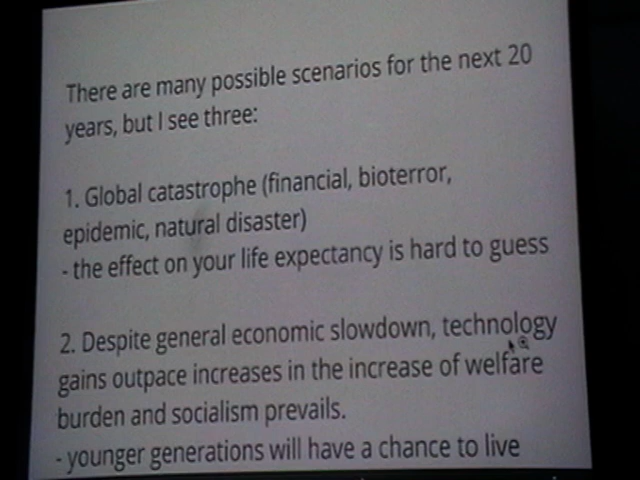 There are many possible scenarios for the next 20
years, but I see three:
1. Global catastrophe (financial, bioterror,
epidemic, natural disaster)
- the effect on your life expectancy is hard to guess
2. Despite general economic slowdown, technology
gains outpace increases in the increase of welfare
burden and socialism prevails.
- younger generations will have a chance to live